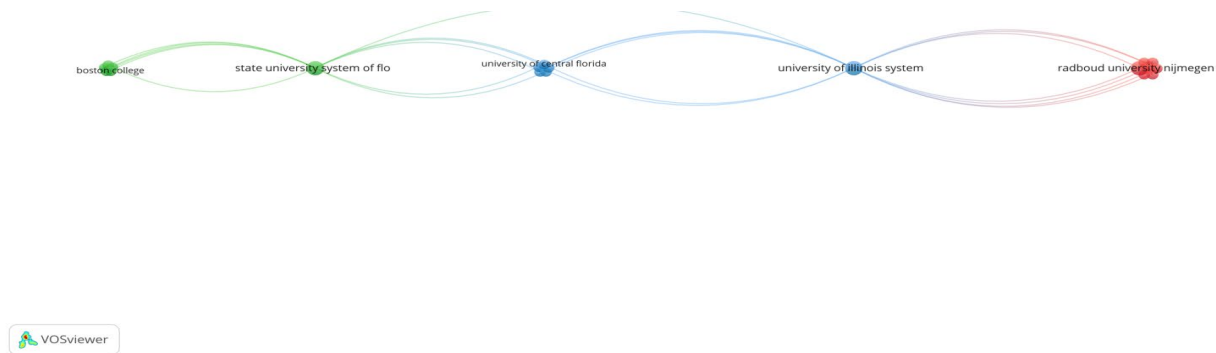 boston college
state university system of flo
university of central florida
university of illinois system
radboud university nijmegen
VOSviewer